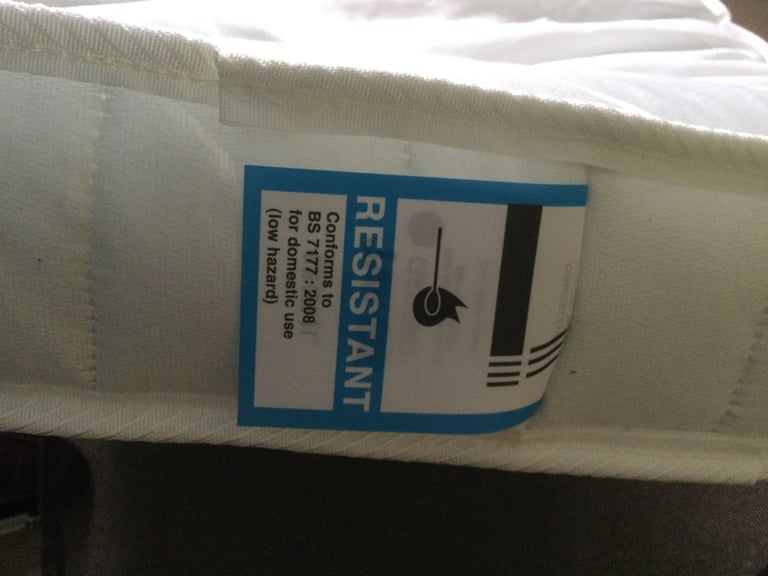 RESISTANT
Conforms to
BS 7177 : 2008
for domestic use
(low hazard)